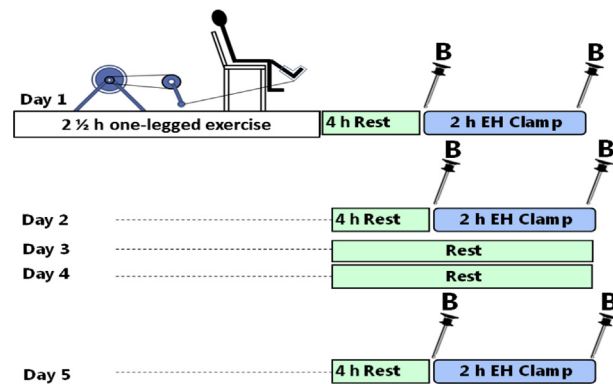 B B
Day 1
2 ½ h one-legged exercise 4 h Rest 2 h EH Clamp
B B
Day 2 4 h Rest 2 h EH Clamp
Day 3 Rest
Day 4 Rest
B B
Day 5 4 h Rest 2 h EH Clamp